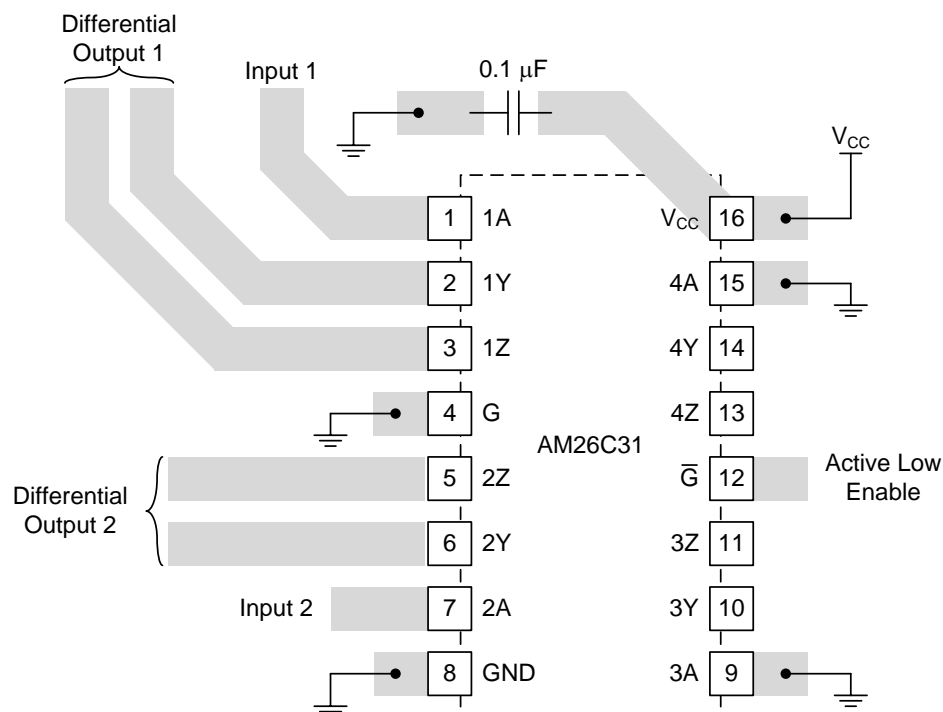 Differential
Output 1
Input 1
0.1 μF
V_CC
1 1A
V_CC 16
2 1Y
4A 15
3 1Z
4Y 14
4 G
4Z 13
AM26C31
5 2Z
G̅ 12
Active Low
Enable
Differential
Output 2
6 2Y
3Z 11
Input 2
7 2A
3Y 10
8 GND
3A 9